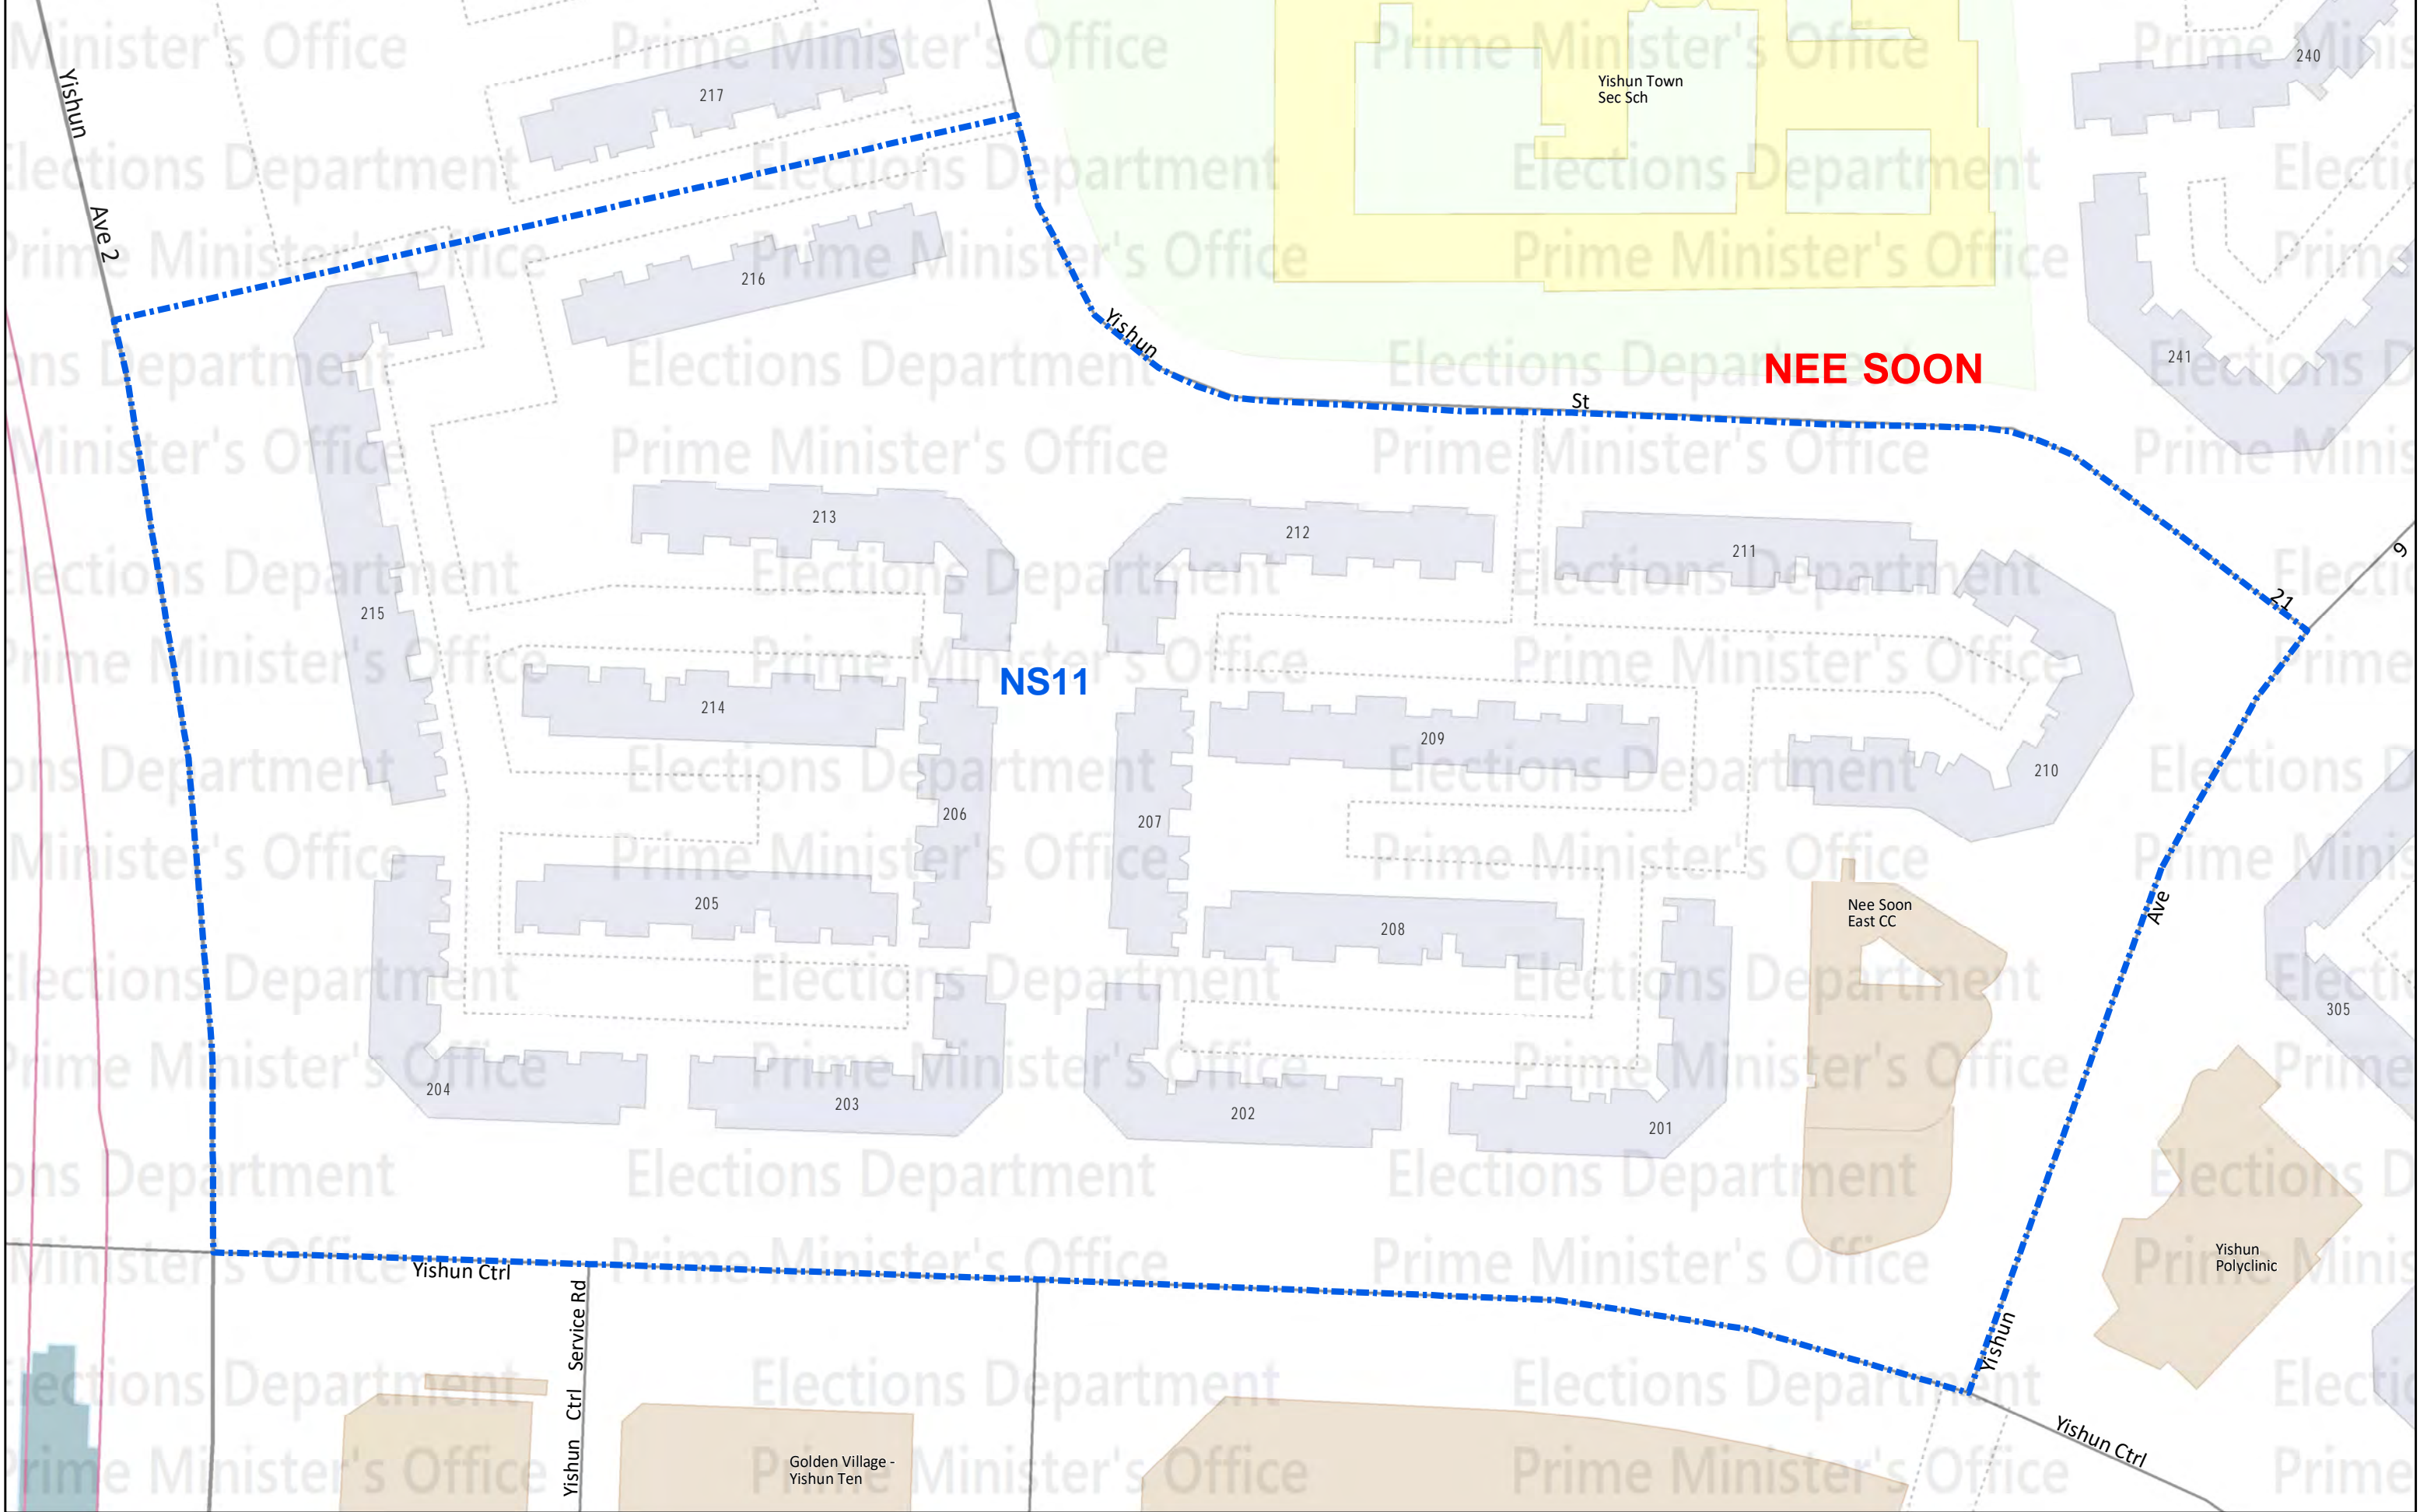 Yishun
Ave 2
217
Yishun Town
Sec Sch
240
216
Yishun
St
NEE SOON
241
213
212
211
9
21
215
NS11
214
209
210
206
207
205
208
Nee Soon
East CC
Ave
305
204
203
202
201
Yishun
Polyclinic
Yishun Ctrl
Yishun Ctrl Service Rd
Yishun
Yishun Ctrl
Golden Village -
Yishun Ten
Prime Minister's Office
Elections Department